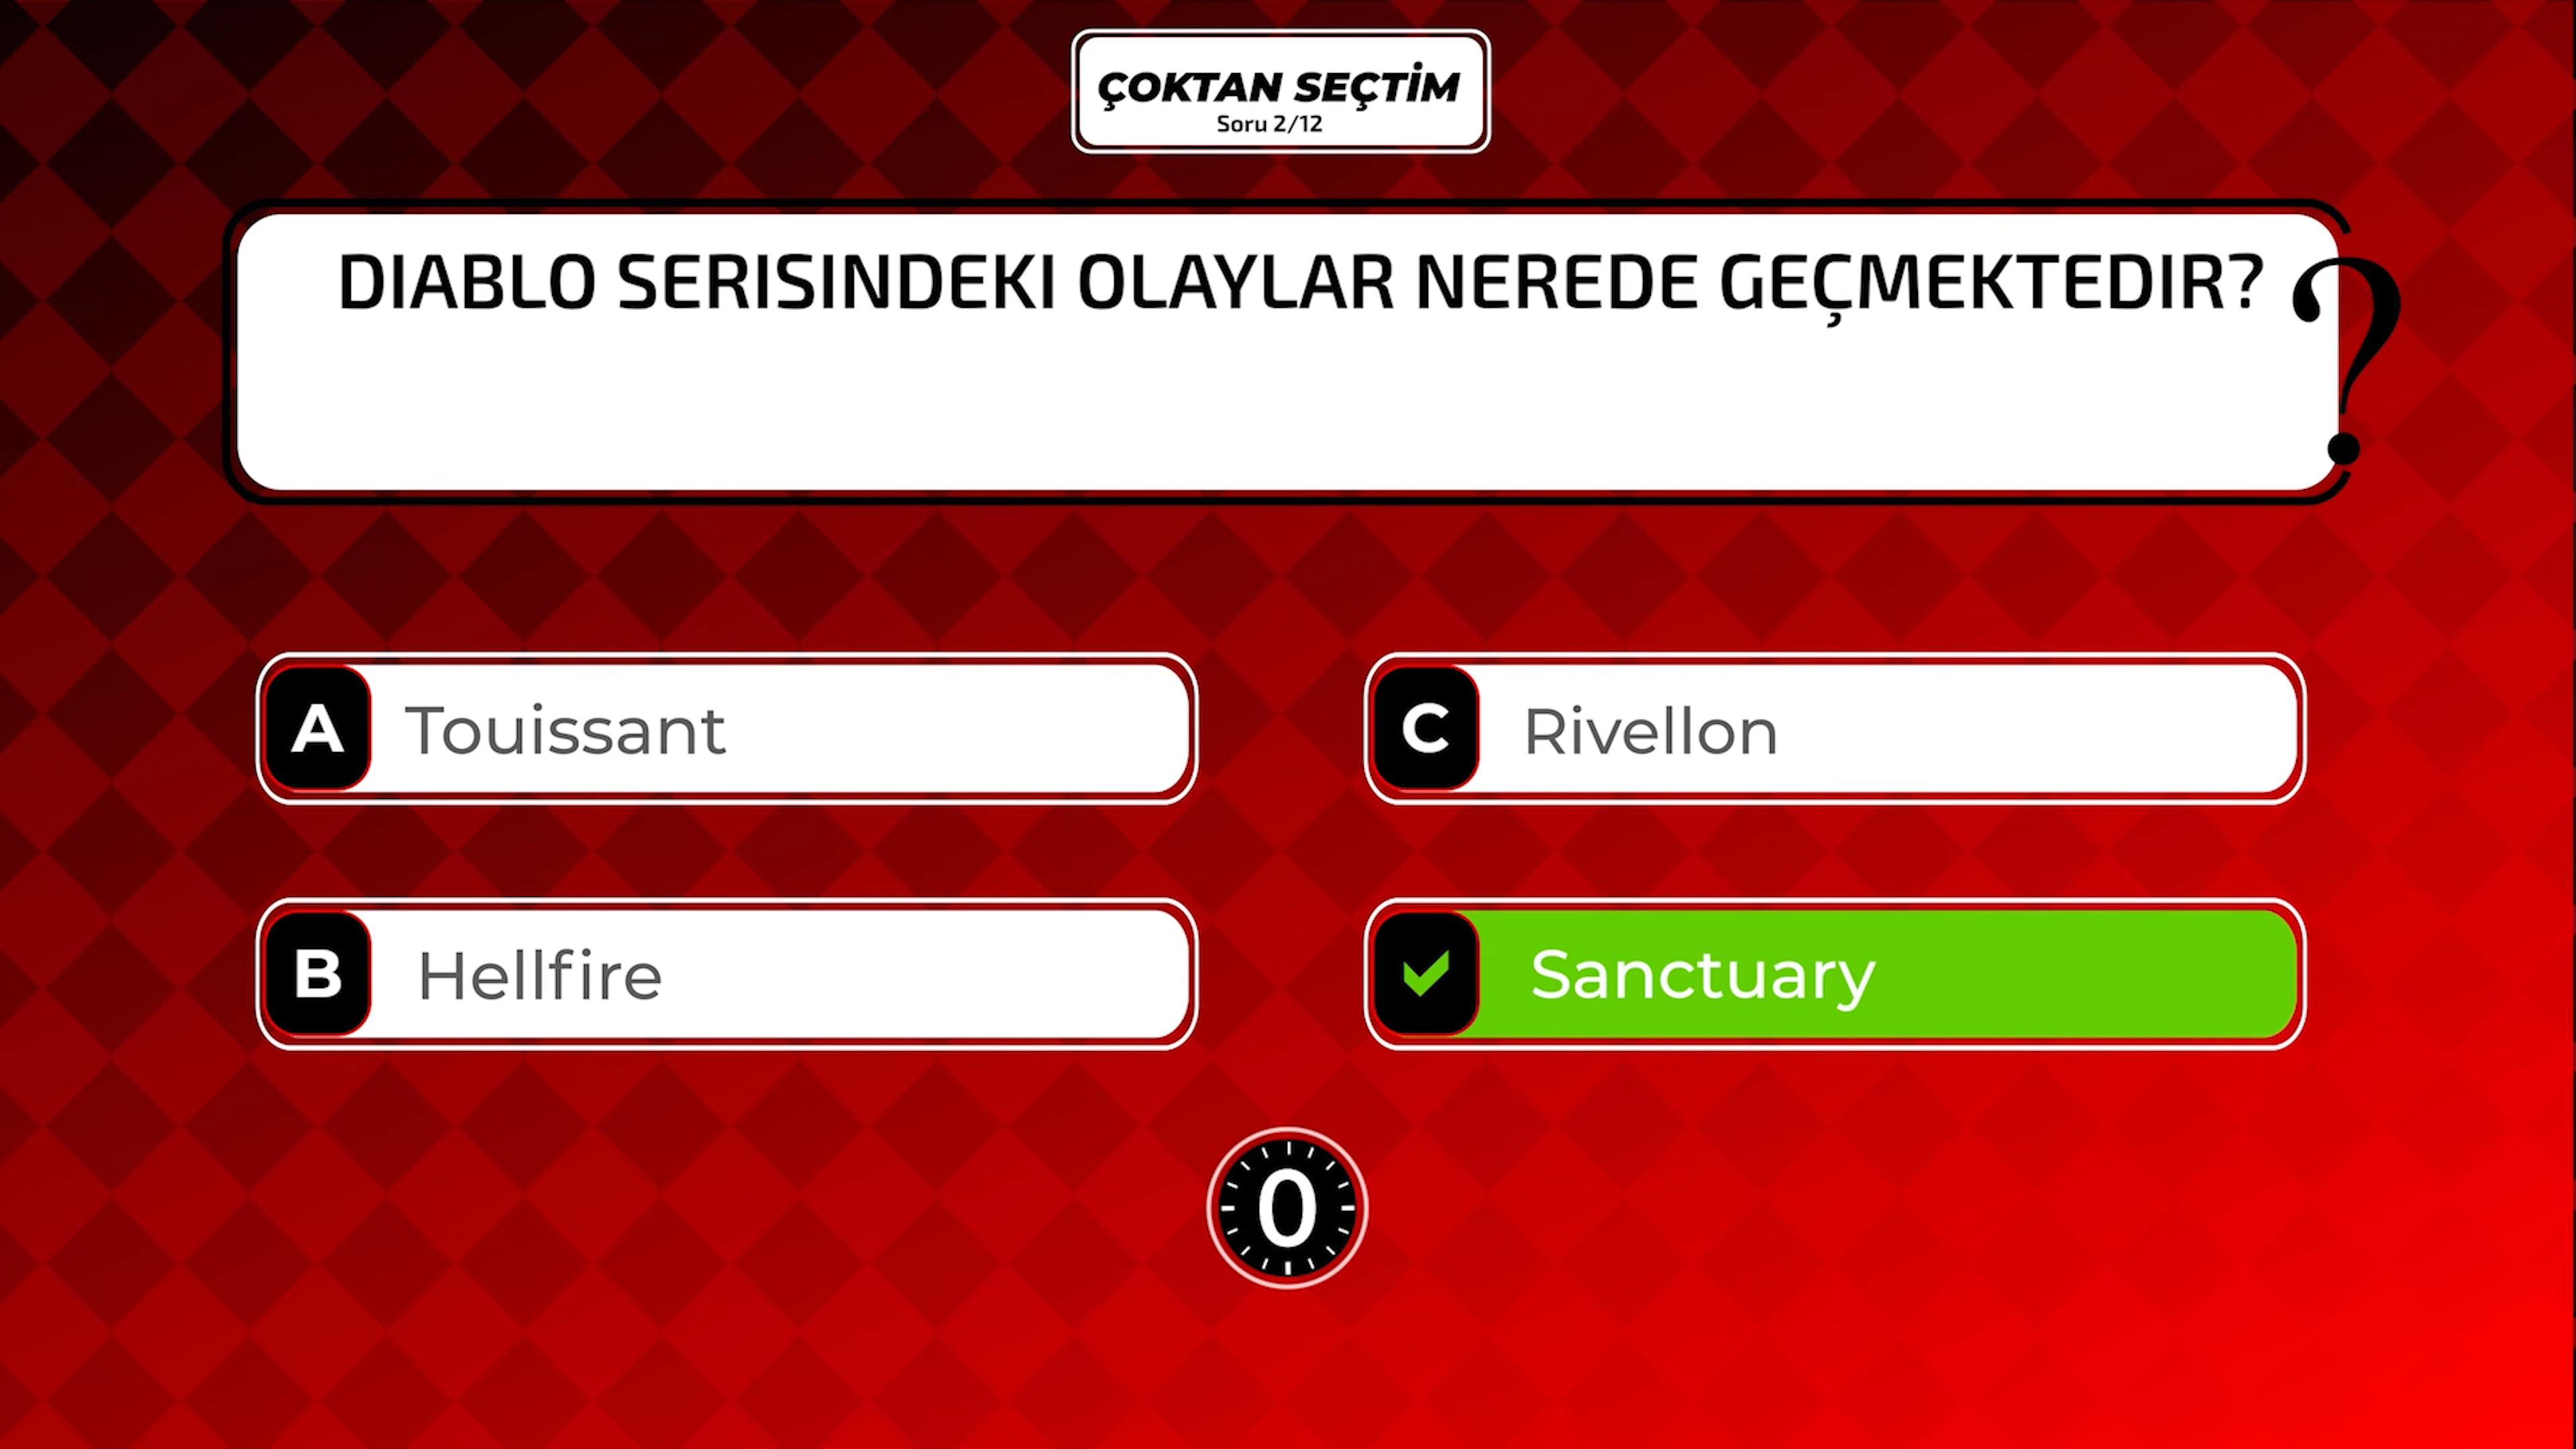 ÇOKTAN SEÇTİM
Soru 2/12
DIABLO SERISINDEKI OLAYLAR NEREDE GEÇMEKTEDIR?
?
A Touissant
C Rivellon
B Hellfire
Sanctuary
0